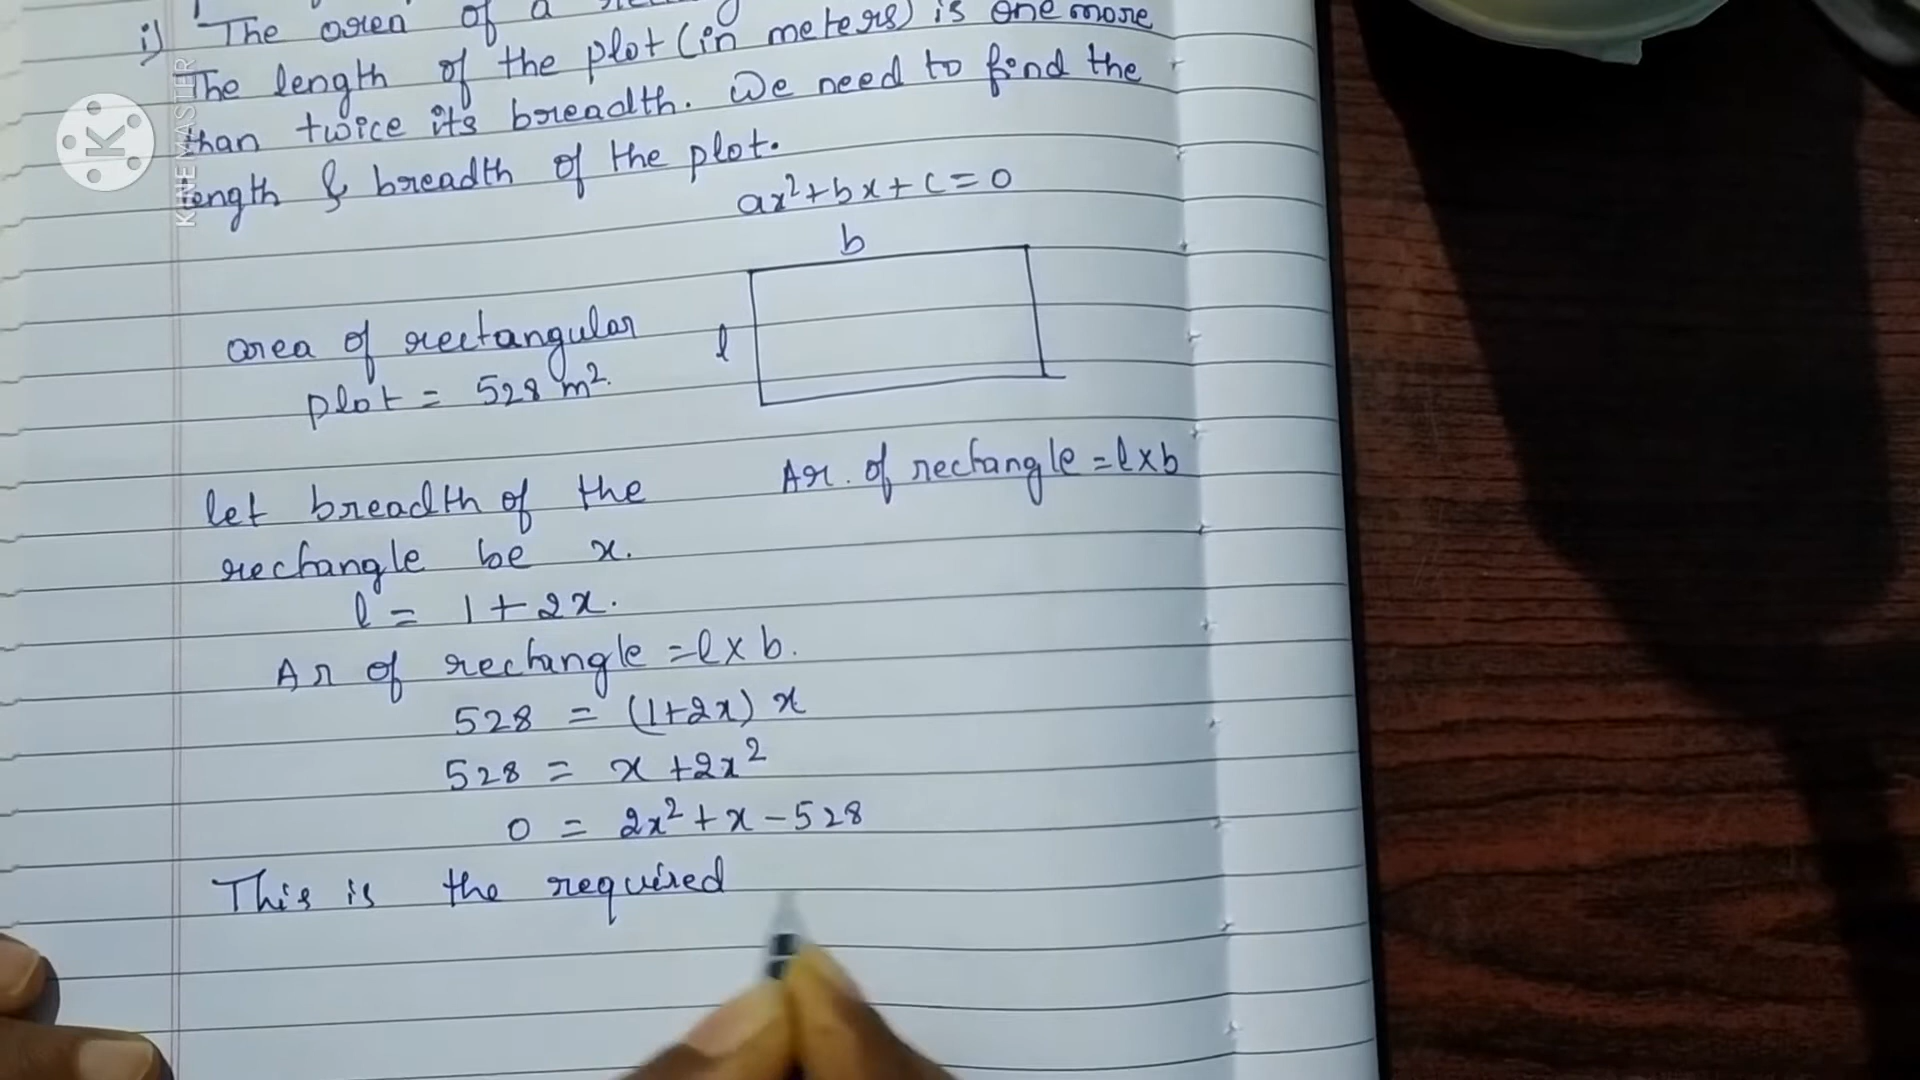 i) The area of a
The length of the plot (in meters) is one more
than twice its breadth. We need to find the
length & breadth of the plot.
ax²+bx+c=0
b
area of rectangular
l
plot = 528 m².
Ar. of rectangle = l×b
let breadth of the
rectangle be x.
l = 1+2x.
Ar of rectangle = l×b.
528 = (1+2x) x
528 = x+2x²
0 = 2x²+x-528
This is the required
K
KINEMASTER